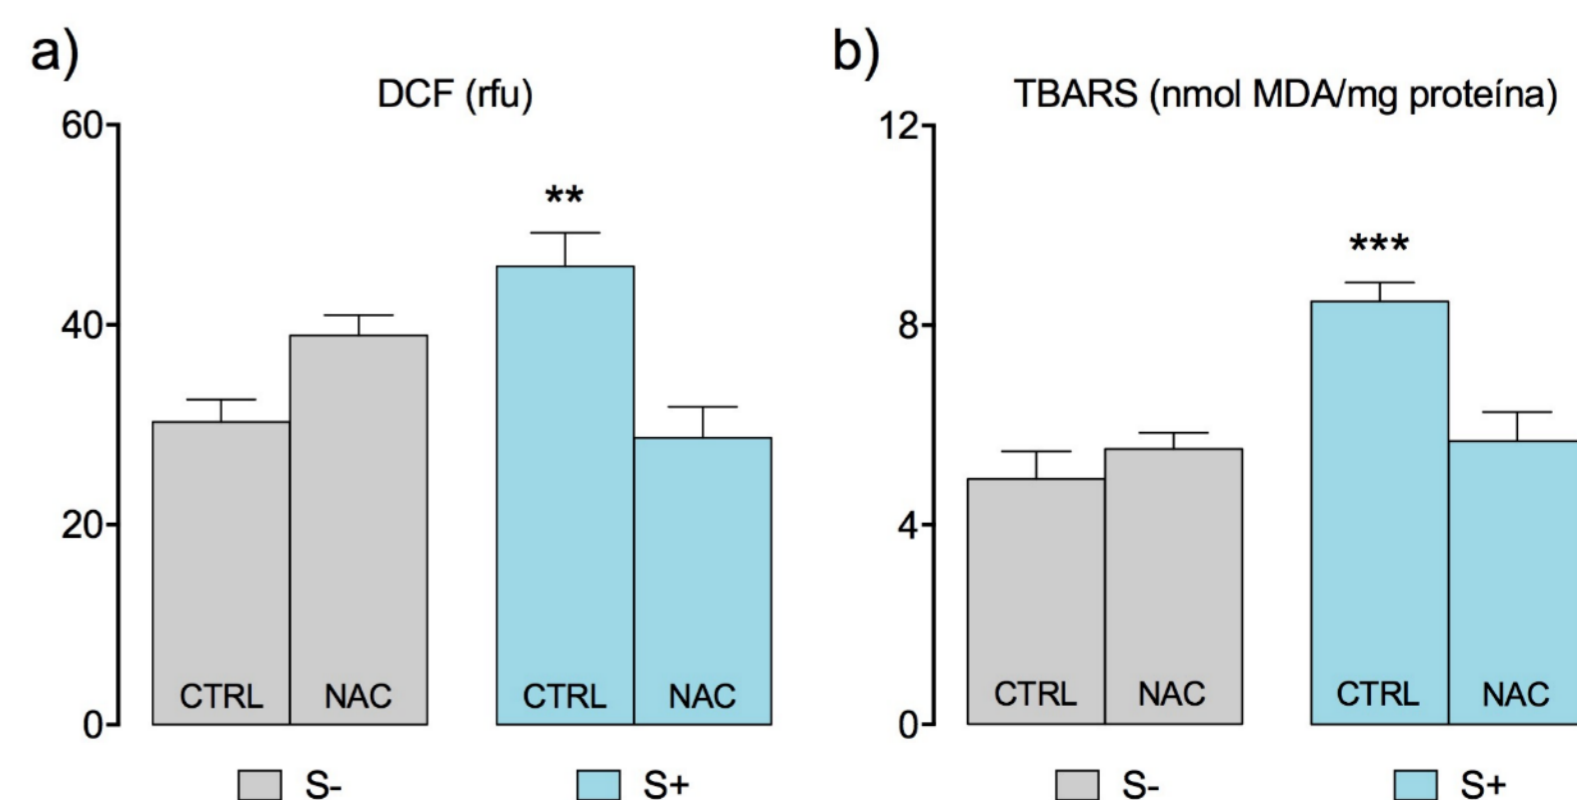 a)
DCF (rfu)
60
40
20
0
**
CTRL NAC CTRL NAC
S- S+
b)
TBARS (nmol MDA/mg proteína)
12
8
4
0
***
CTRL NAC CTRL NAC
S- S+